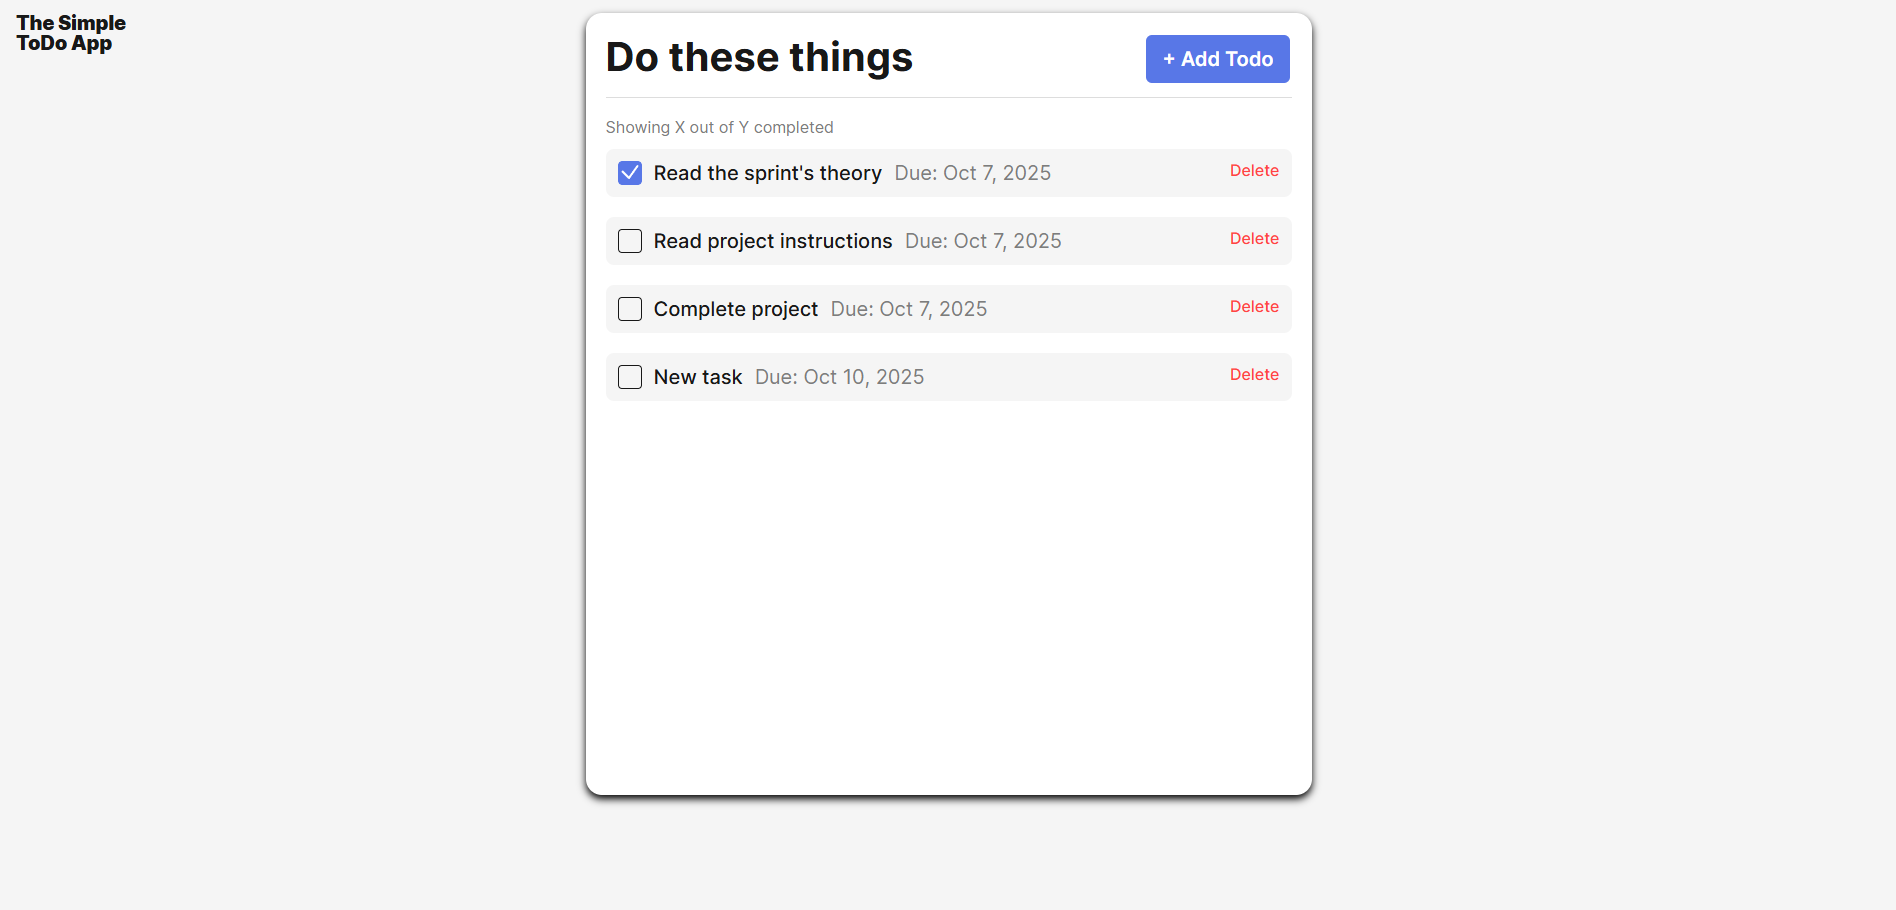 The Simple
ToDo App
Do these things
+ Add Todo
Showing X out of Y completed
Read the sprint's theory Due: Oct 7, 2025 Delete
Read project instructions Due: Oct 7, 2025 Delete
Complete project Due: Oct 7, 2025 Delete
New task Due: Oct 10, 2025 Delete